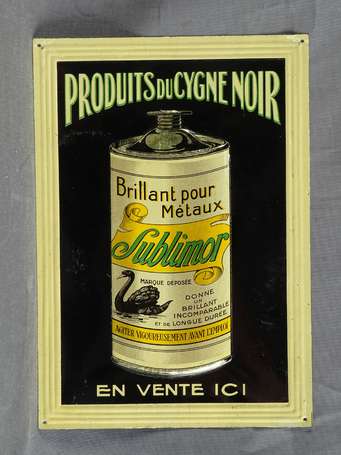 PRODUITS DU CYGNE NOIR
Brillant pour
Métaux
Sublimor
MARQUE DÉPOSÉE
DONNE
UN
BRILLANT
INCOMPARABLE
ET DE LONGUE DURÉE
AGITER VIGOUREUSEMENT AVANT L'EMPLOI
EN VENTE ICI